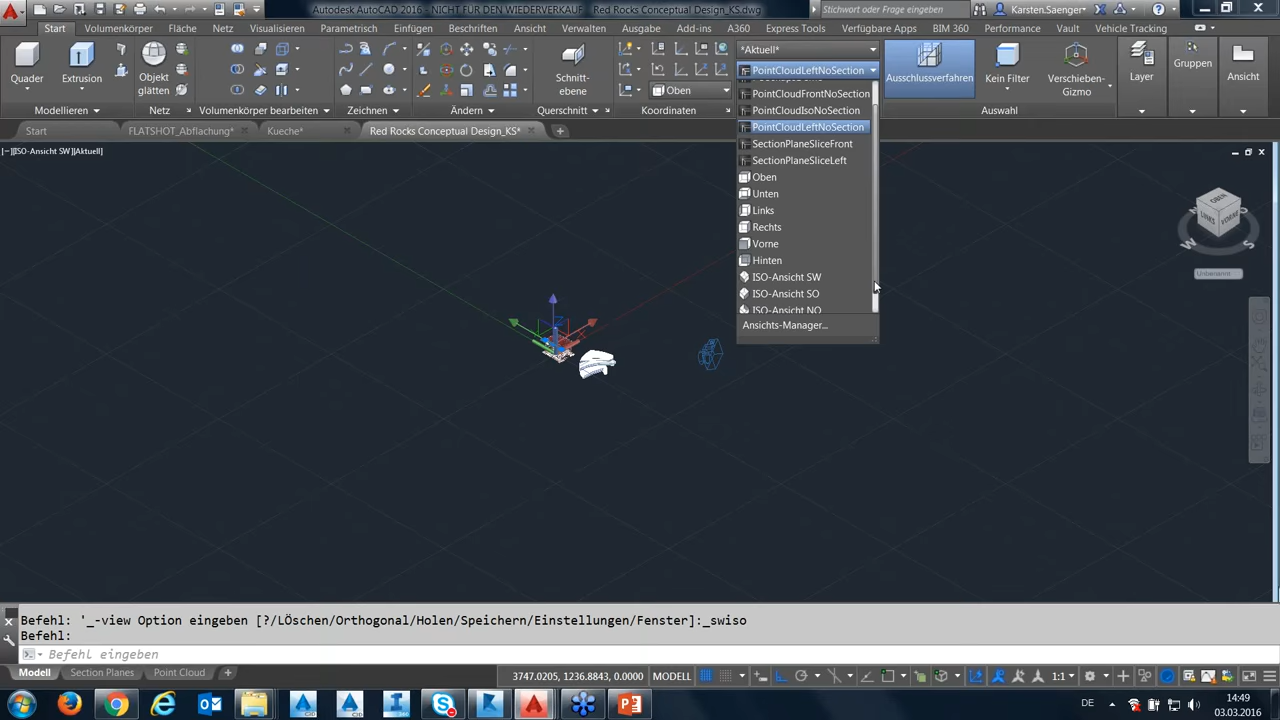 Autodesk AutoCAD 2016 - NICHT FÜR DEN WIEDERVERKAUF - Red Rocks Conceptual Design_KS.dwg
Stichwort oder Frage eingeben
Karsten.Saenger
Start
Volumenkörper
Fläche
Netz
Visualisieren
Parametrisch
Einfügen
Beschriften
Ansicht
Verwalten
Ausgabe
Add-ins
A360
Express Tools
Verfügbare Apps
BIM 360
Performance
Vault
Vehicle Tracking
Quader
Extrusion
Objekt
glätten
Schnitt-
ebene
*Aktuell*
PointCloudLeftNoSection
Oben
Ausschlussverfahren
Kein Filter
Verschieben-
Gizmo
Layer
Gruppen
Ansicht
Modellieren
Netz
Volumenkörper bearbeiten
Zeichnen
Ändern
Querschnitt
Koordinaten
Auswahl
PointCloudFrontNoSection
PointCloudIsoNoSection
PointCloudLeftNoSection
SectionPlaneSliceFront
SectionPlaneSliceLeft
Oben
Unten
Links
Rechts
Vorne
Hinten
ISO-Ansicht SW
ISO-Ansicht SO
ISO-Ansicht NO
Ansichts-Manager...
Start
FLATSHOT_Abflachung*
Kueche*
Red Rocks Conceptual Design_KS*
[−][ISO-Ansicht SW][Aktuell]
OBEN
LINKS
VORNE
W
S
Unbenannt
Befehl: '_-view Option eingeben [?/LÖschen/Orthogonal/Holen/Speichern/Einstellungen/Fenster]:_swiso
Befehl:
Befehl eingeben
Modell
Section Planes
Point Cloud
3747.0205, 1236.8843, 0.0000
MODELL
1:1
DE
14:49
03.03.2016